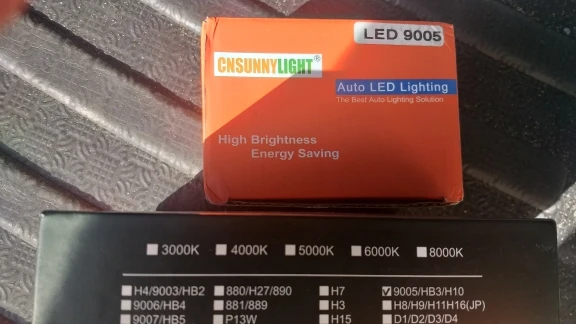 LED 9005
CNSUNNYLIGHT®
Auto LED Lighting
The Best Auto Lighting Solution
High Brightness
Energy Saving
3000K 4000K 5000K 6000K 8000K
H4/9003/HB2 880/H27/890 H7 9005/HB3/H10
9006/HB4 881/889 H3 H8/H9/H11H16(JP)
9007/HB5 P13W H15 D1/D2/D3/D4